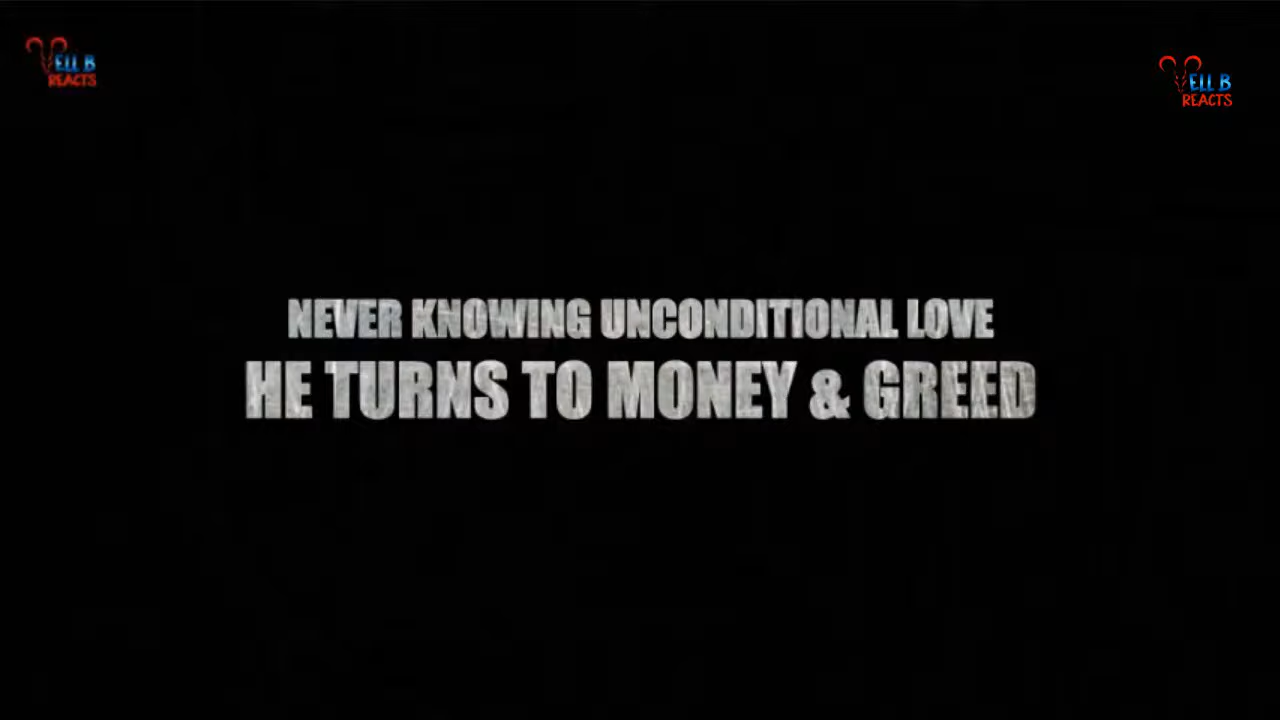 ELL B
REACTS
ELL B
REACTS
NEVER KNOWING UNCONDITIONAL LOVE
HE TURNS TO MONEY & GREED